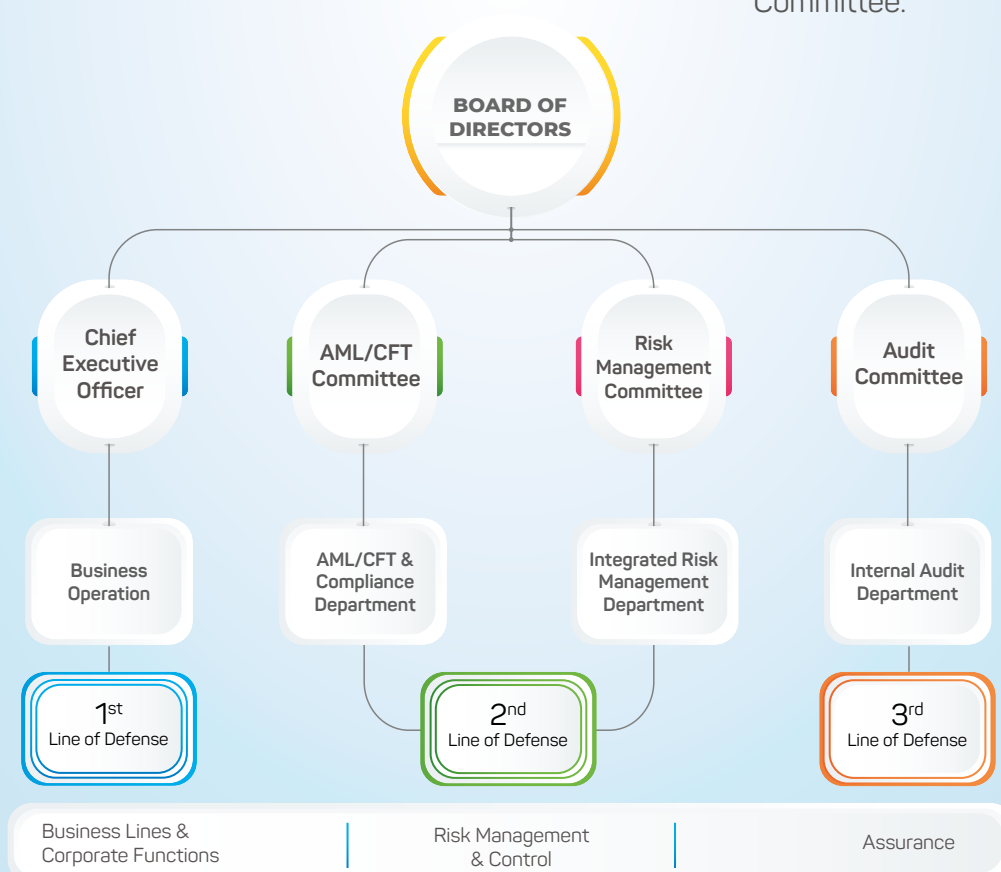 Committee.
BOARD OF
DIRECTORS
Chief
Executive
Officer
AML/CFT
Committee
Risk
Management
Committee
Audit
Committee
Business
Operation
AML/CFT &
Compliance
Department
Integrated Risk
Management
Department
Internal Audit
Department
1st
Line of Defense
2nd
Line of Defense
3rd
Line of Defense
Business Lines &
Corporate Functions
Risk Management
& Control
Assurance